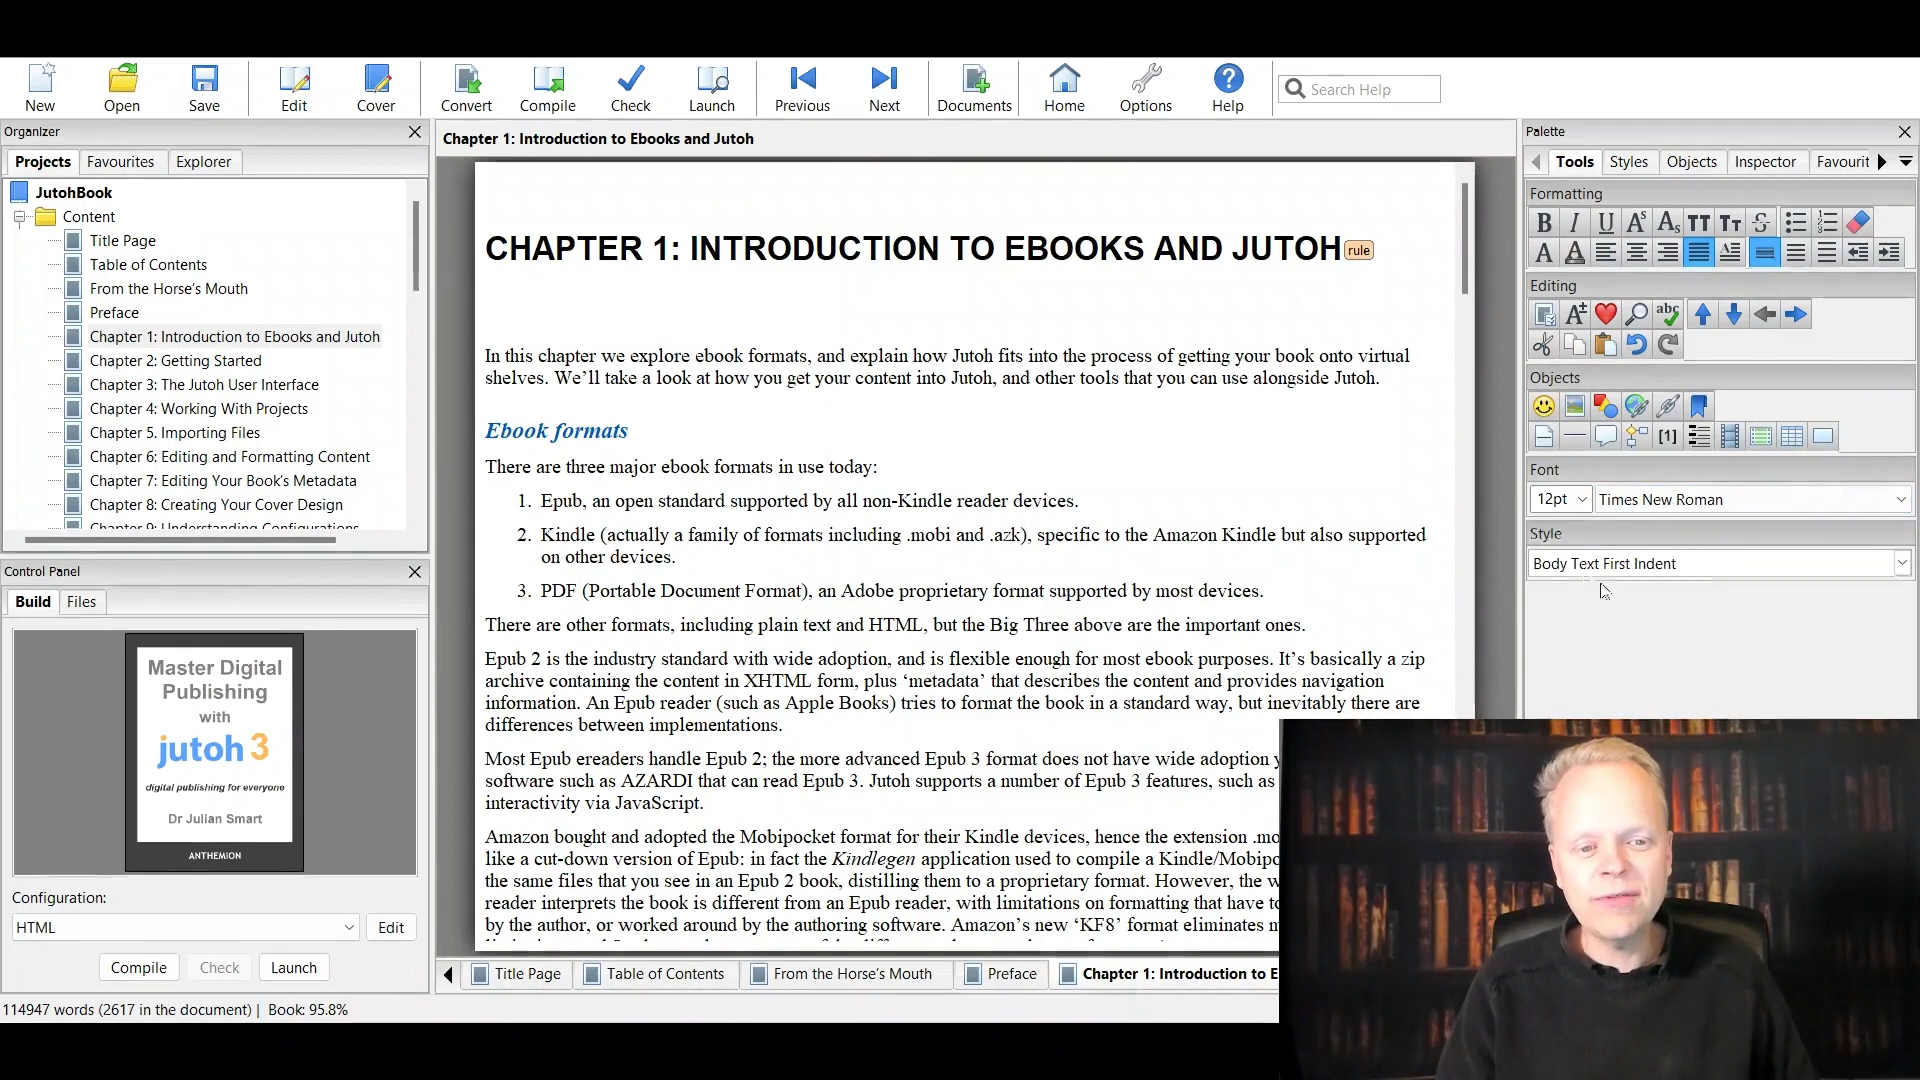 New Open Save Edit Cover Convert Compile Check Launch Previous Next Documents Home Options Help Search Help
Organizer
Projects Favourites Explorer
JutohBook
Content
Title Page
Table of Contents
From the Horse’s Mouth
Preface
Chapter 1: Introduction to Ebooks and Jutoh
Chapter 2: Getting Started
Chapter 3: The Jutoh User Interface
Chapter 4: Working With Projects
Chapter 5. Importing Files
Chapter 6: Editing and Formatting Content
Chapter 7: Editing Your Book's Metadata
Chapter 8: Creating Your Cover Design
Chapter 9: Understanding Configurations
Control Panel
Build Files
Master Digital
Publishing
with
jutoh 3
digital publishing for everyone
Dr Julian Smart
ANTHEMION
Configuration:
HTML Edit
Compile Check Launch
114947 words (2617 in the document) | Book: 95.8%
Chapter 1: Introduction to Ebooks and Jutoh
CHAPTER 1: INTRODUCTION TO EBOOKS AND JUTOH rule
In this chapter we explore ebook formats, and explain how Jutoh fits into the process of getting your book onto virtual
shelves. We’ll take a look at how you get your content into Jutoh, and other tools that you can use alongside Jutoh.
Ebook formats
There are three major ebook formats in use today:
1. Epub, an open standard supported by all non-Kindle reader devices.
2. Kindle (actually a family of formats including .mobi and .azk), specific to the Amazon Kindle but also supported
on other devices.
3. PDF (Portable Document Format), an Adobe proprietary format supported by most devices.
There are other formats, including plain text and HTML, but the Big Three above are the important ones.
Epub 2 is the industry standard with wide adoption, and is flexible enough for most ebook purposes. It’s basically a zip
archive containing the content in XHTML form, plus ‘metadata’ that describes the content and provides navigation
information. An Epub reader (such as Apple Books) tries to format the book in a standard way, but inevitably there are
differences between implementations.
Most Epub ereaders handle Epub 2; the more advanced Epub 3 format does not have wide adoption
software such as AZARDI that can read Epub 3. Jutoh supports a number of Epub 3 features, such as
interactivity via JavaScript.
Amazon bought and adopted the Mobipocket format for their Kindle devices, hence the extension
like a cut-down version of Epub: in fact the Kindlegen application used to compile a
the same files that you see in an Epub 2 book, distilling them to a proprietary format. However, the
reader interprets the book is different from an Epub reader, with limitations on formatting that have
by the author, or worked around by the authoring software. Amazon’s new ‘KF8’ format eliminates
Title Page Table of Contents From the Horse’s Mouth Preface Chapter 1: Introduction to E
Palette
Tools Styles Objects Inspector Favourit
Formatting
Editing
abc
Objects
[1]
Font
12pt Times New Roman
Style
Body Text First Indent